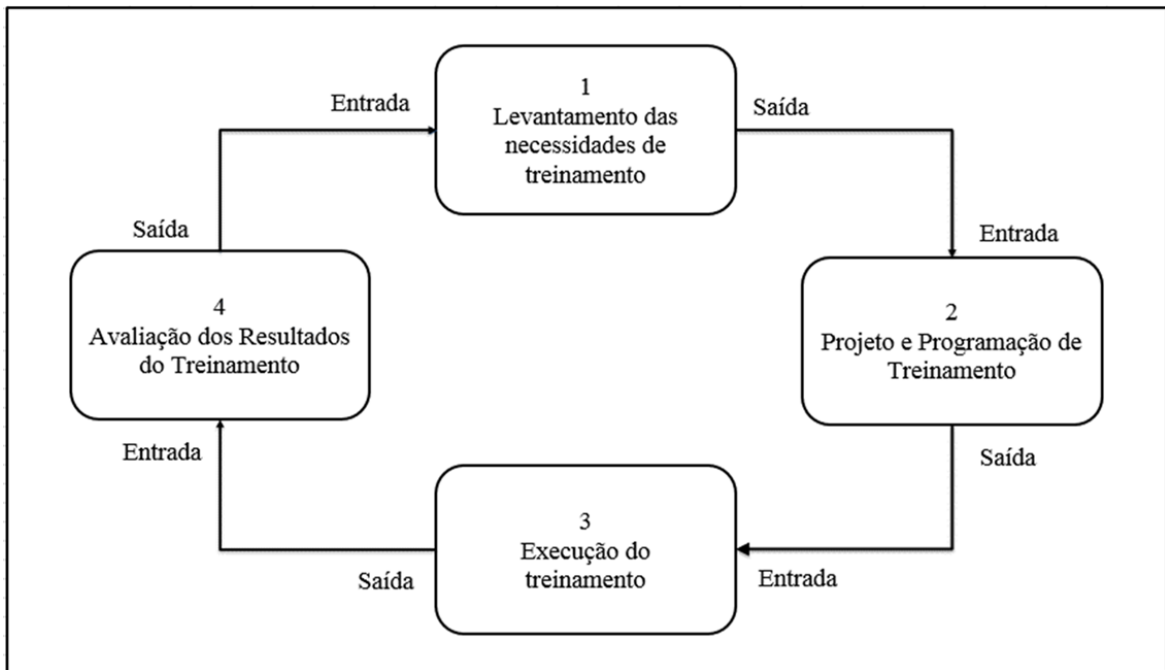 1
Levantamento das
necessidades de
treinamento
Entrada
Saída
Saída
Entrada
4
Avaliação dos Resultados
do Treinamento
2
Projeto e Programação de
Treinamento
Entrada
Saída
3
Execução do
treinamento
Saída
Entrada